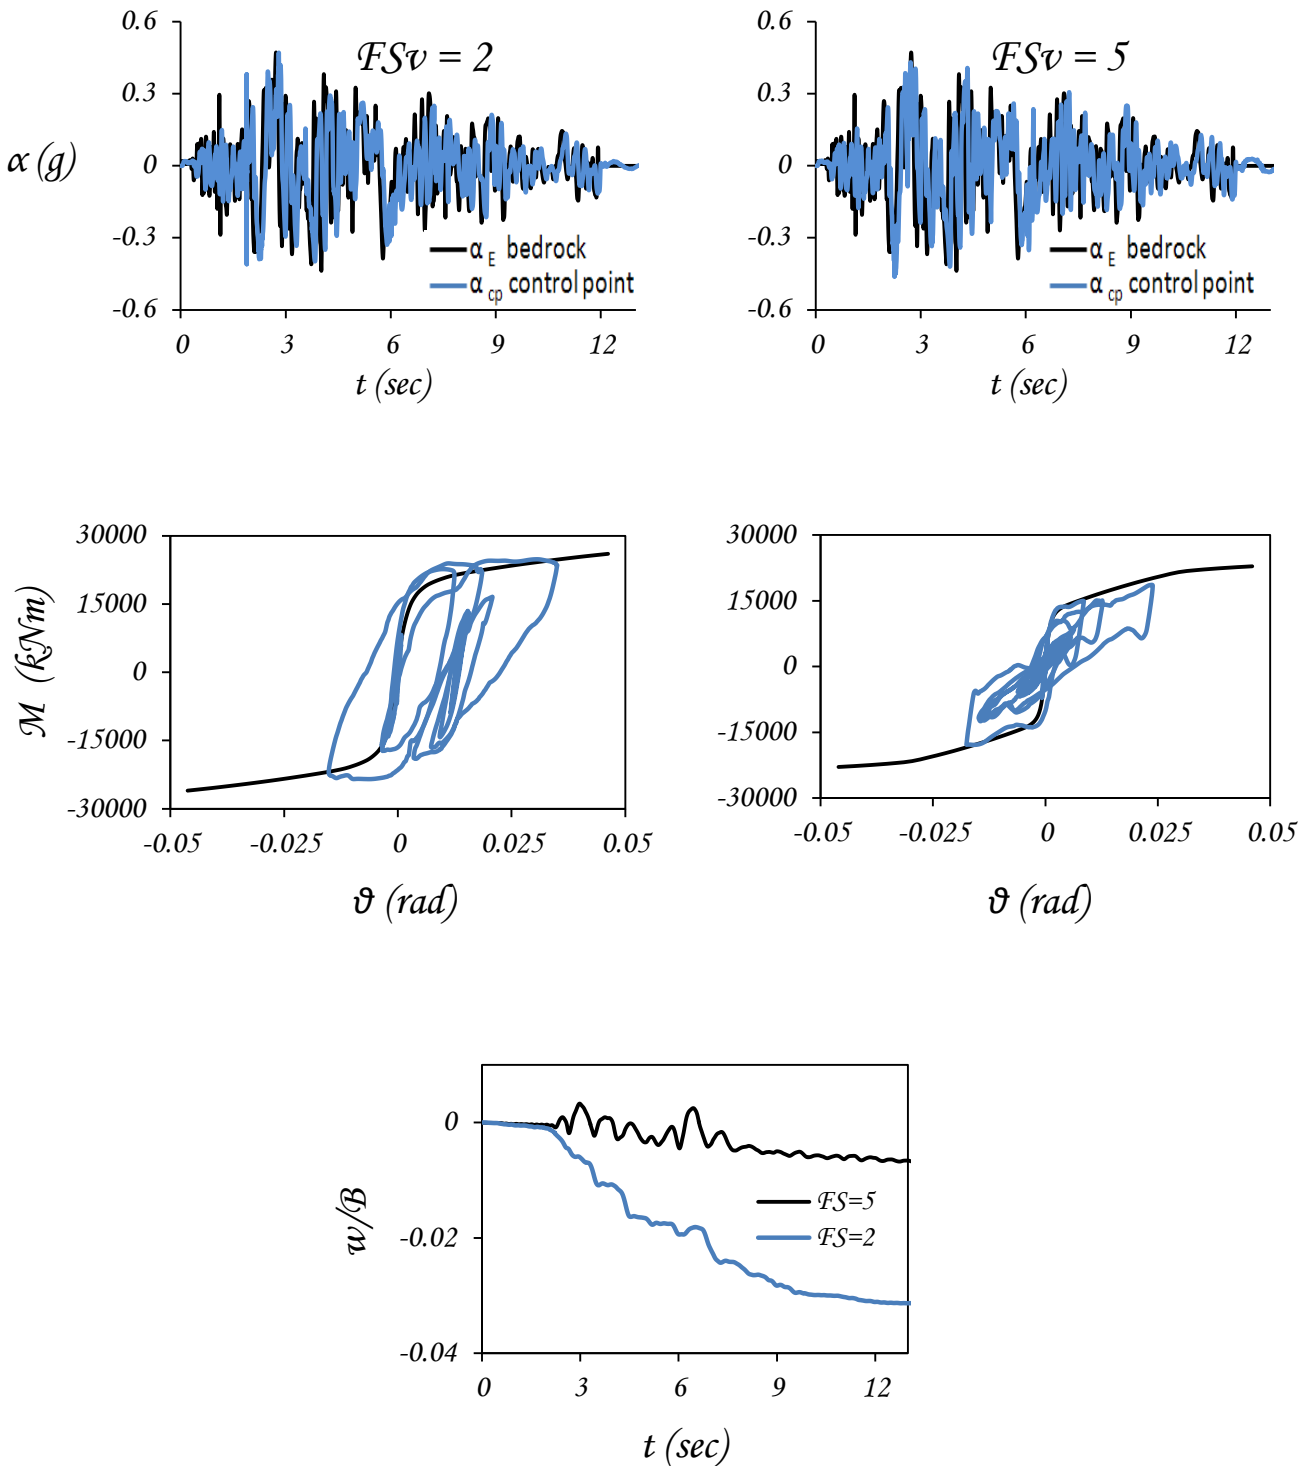 FSv = 2
α (g)
0.6
0.3
0
-0.3
-0.6
α E bedrock
α cp control point
0 3 6 9 12
t (sec)
FSv = 5
0.6
0.3
0
-0.3
-0.6
α E bedrock
α cp control point
0 3 6 9 12
t (sec)
M (kNm)
30000
15000
0
-15000
-30000
-0.05 -0.025 0 0.025 0.05
ϑ (rad)
30000
15000
0
-15000
-30000
-0.05 -0.025 0 0.025 0.05
ϑ (rad)
w/B
0
-0.02
-0.04
FS=5
FS=2
0 3 6 9 12
t (sec)